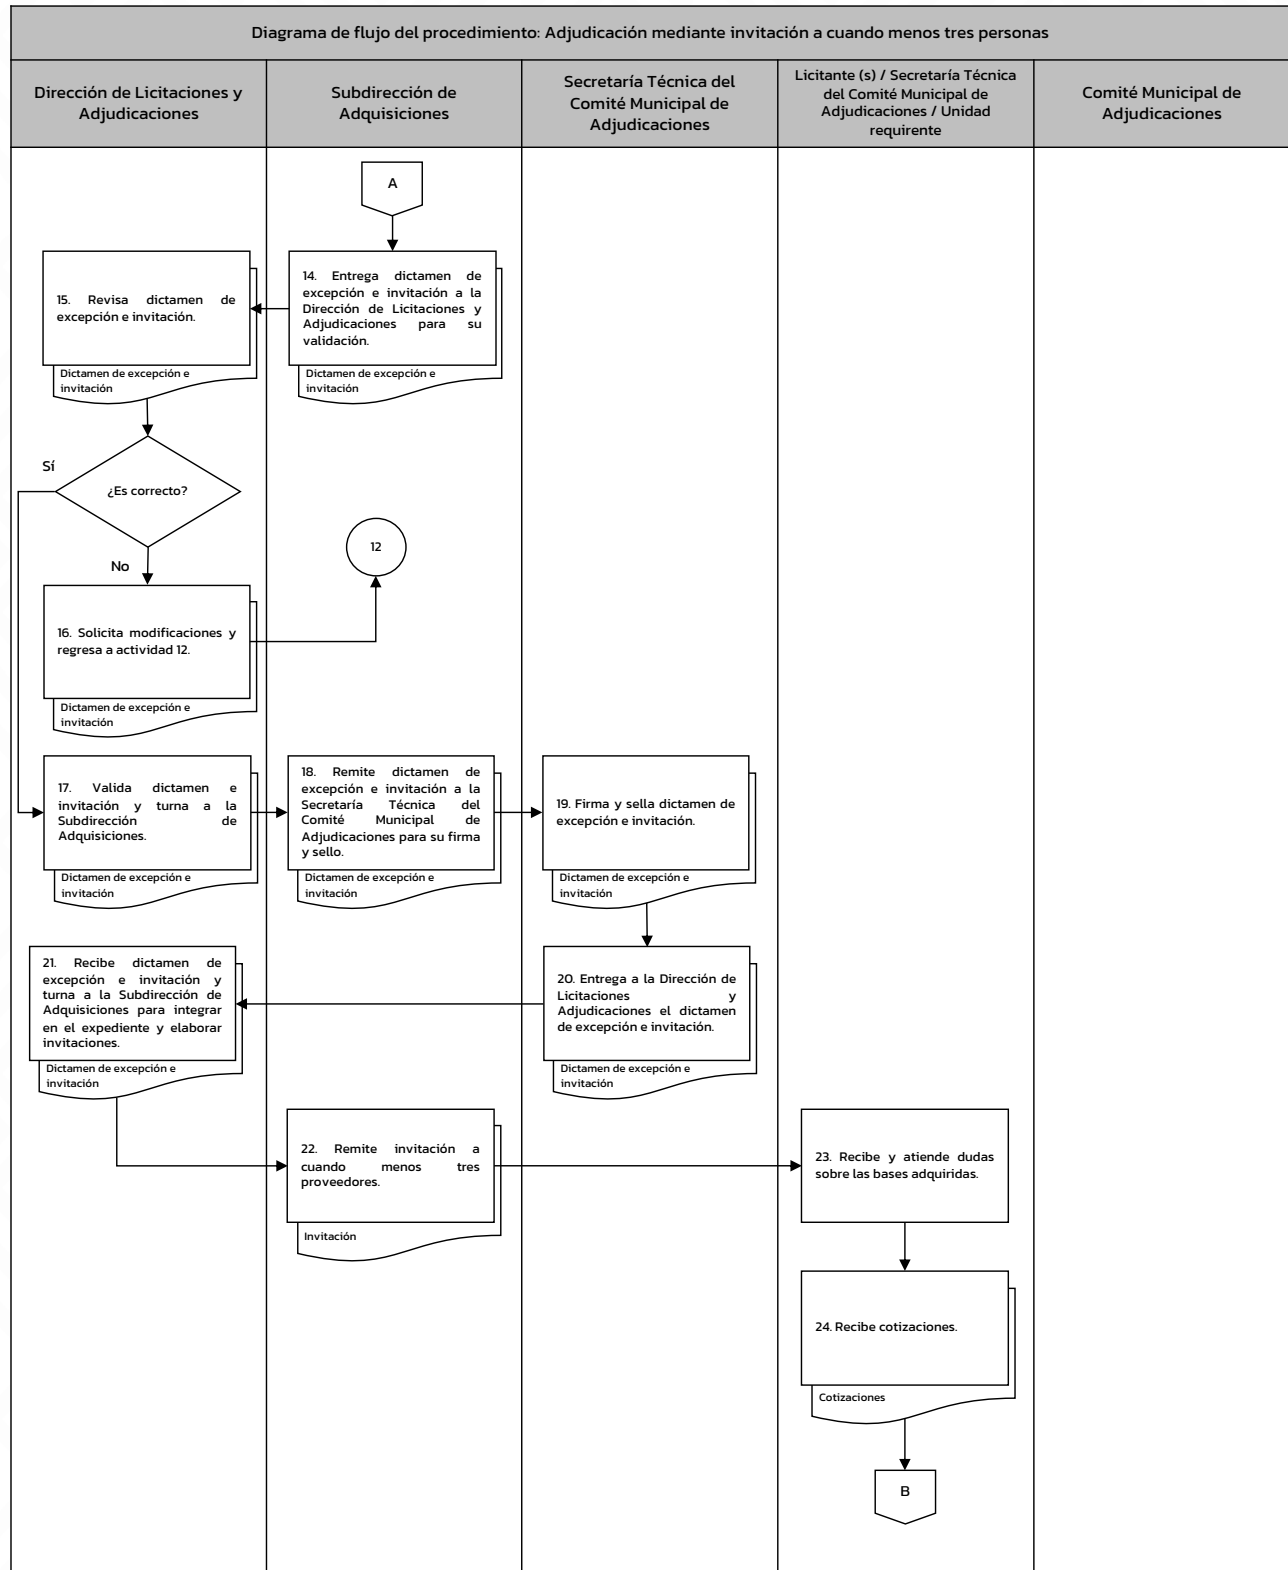 Diagrama de flujo del procedimiento: Adjudicación mediante invitación a cuando menos tres personas
Dirección de Licitaciones y
Adjudicaciones
Subdirección de
Adquisiciones
Secretaría Técnica del
Comité Municipal de
Adjudicaciones
Licitante (s) / Secretaría Técnica
del Comité Municipal de
Adjudicaciones / Unidad
requirente
Comité Municipal de
Adjudicaciones
A
14. Entrega dictamen de
excepción e invitación a la
Dirección de Licitaciones y
Adjudicaciones para su
validación.
Dictamen de excepción e
invitación
15. Revisa dictamen de
excepción e invitación.
Dictamen de excepción e
invitación
¿Es correcto?
Sí
No
12
16. Solicita modificaciones y
regresa a actividad 12.
Dictamen de excepción e
invitación
17. Valida dictamen e
invitación y turna a la
Subdirección de
Adquisiciones.
Dictamen de excepción e
invitación
18. Remite dictamen de
excepción e invitación a la
Secretaría Técnica del
Comité Municipal de
Adjudicaciones para su firma
y sello.
Dictamen de excepción e
invitación
19. Firma y sella dictamen de
excepción e invitación.
Dictamen de excepción e
invitación
20. Entrega a la Dirección de
Licitaciones y
Adjudicaciones el dictamen
de excepción e invitación.
Dictamen de excepción e
invitación
21. Recibe dictamen de
excepción e invitación y
turna a la Subdirección de
Adquisiciones para integrar
en el expediente y elaborar
invitaciones.
Dictamen de excepción e
invitación
22. Remite invitación a
cuando menos tres
proveedores.
Invitación
23. Recibe y atiende dudas
sobre las bases adquiridas.
24. Recibe cotizaciones.
Cotizaciones
B